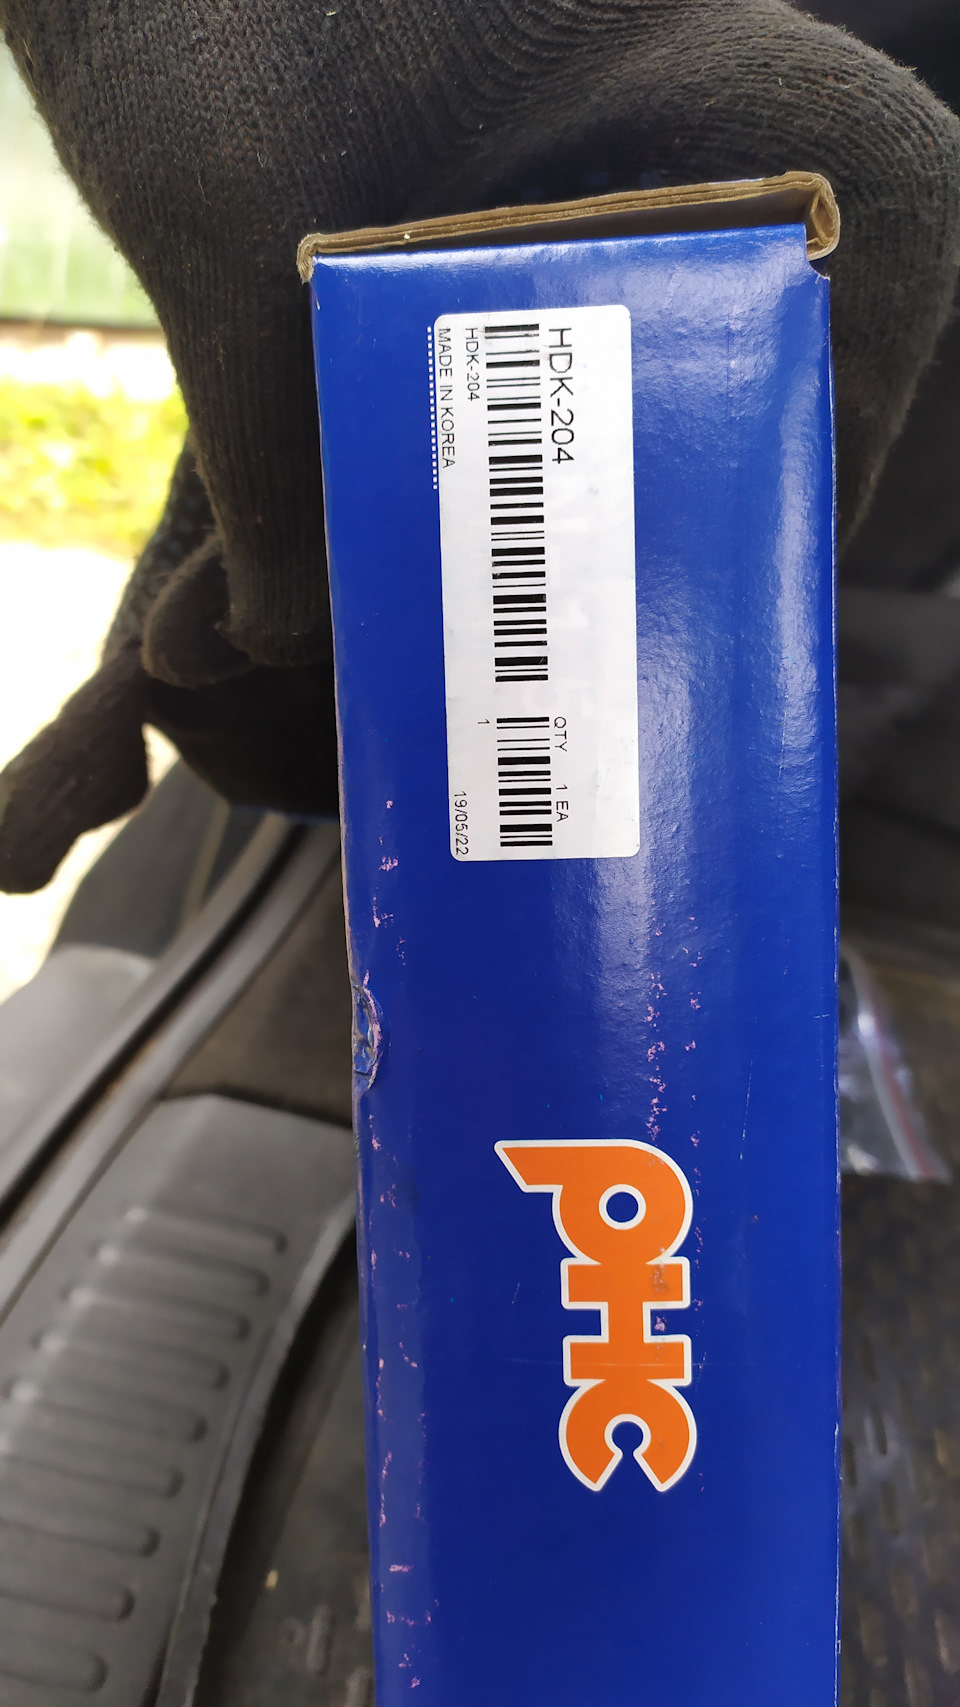 HDK-204
QTY 1 EA
HDK-204
1
MADE IN KOREA
19/05/22
PHC